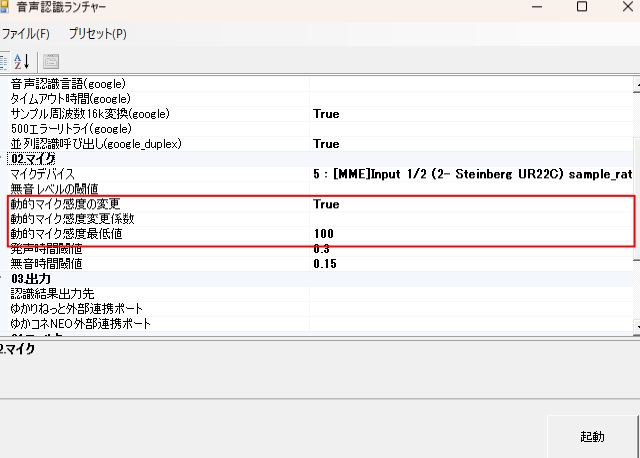 音声認識ランチャー
ファイル(F) プリセット(P)
音声認識言語(google)
タイムアウト時間(google)
サンプル周波数16k変換(google) True
500エラーリトライ(google)
並列認識呼び出し(google_duplex) True
02.マイク
マイクデバイス 5 : [MME]Input 1/2 (2- Steinberg UR22C) sample_rat
無音レベルの閾値
動的マイク感度の変更 True
動的マイク感度変更係数
動的マイク感度最低値 100
発声時間閾値 0.3
無音時間閾値 0.15
03.出力
認識結果出力先
ゆかりねっと外部連携ポート
ゆかコネNEO外部連携ポート
2.マイク
起動